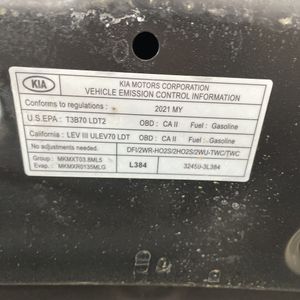 KIA
KIA MOTORS CORPORATION
VEHICLE EMISSION CONTROL INFORMATION
Conforms to regulations : 2021 MY
U.S.EPA : T3B70 LDT2 OBD : CA II Fuel : Gasoline
California : LEV III ULEV70 LDT OBD : CA II Fuel : Gasoline
No adjustments needed. DFI/2WR-HO2S/2HO2S/2WU-TWC/TWC
Group : MKMXT03.8ML5
Evap. : MKMXR0135MLG L384 32450-3L384